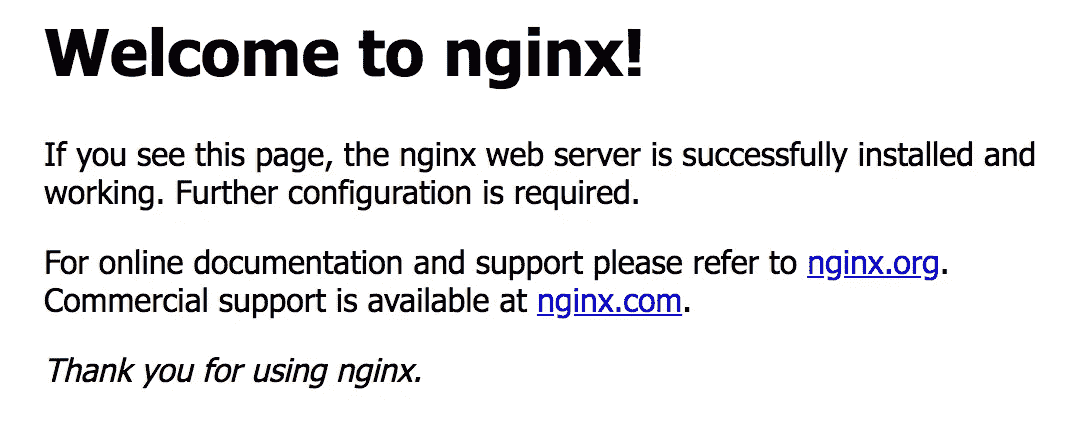 Welcome to nginx!
If you see this page, the nginx web server is successfully installed and
working. Further configuration is required.
For online documentation and support please refer to nginx.org.
Commercial support is available at nginx.com.
Thank you for using nginx.